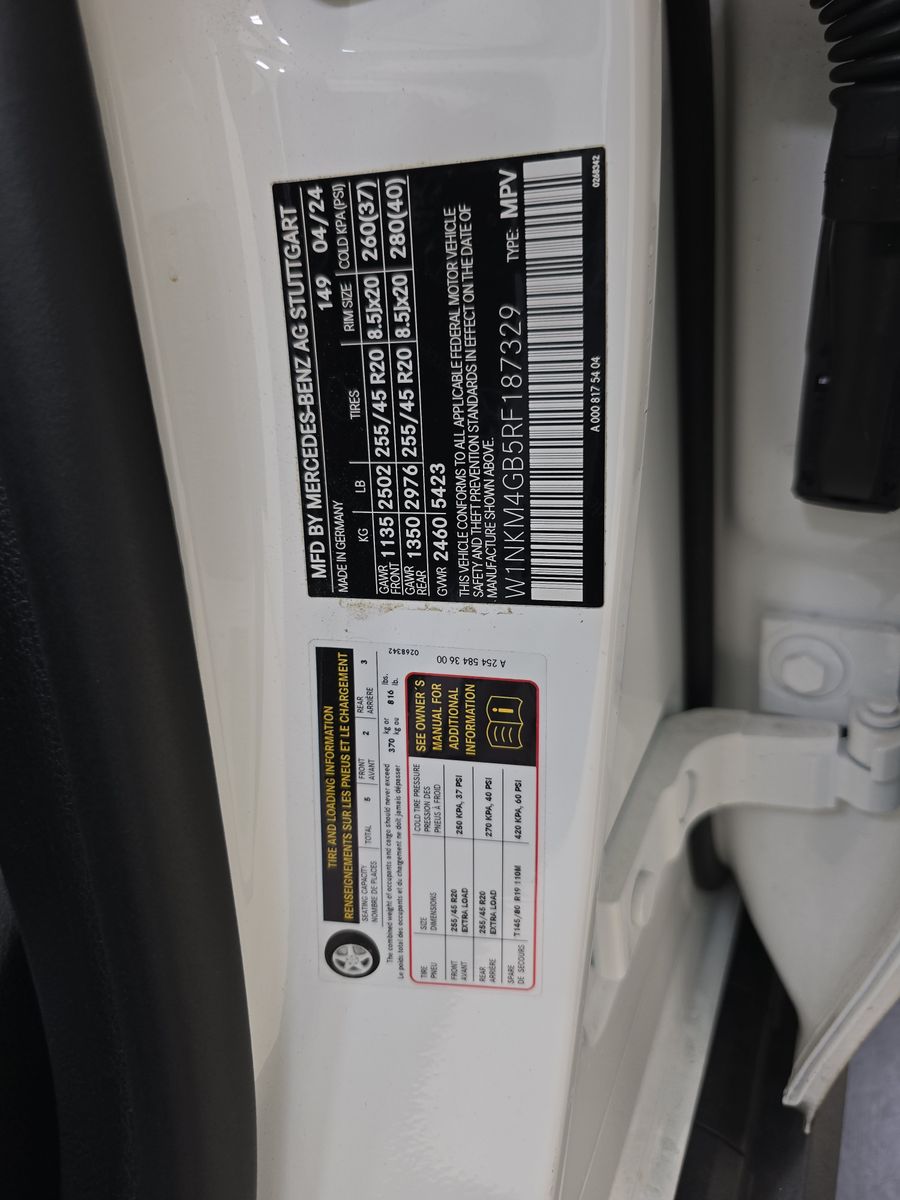 MFD BY MERCEDES-BENZ AG STUTTGART
MADE IN GERMANY 149 04/24
KG LB TIRES RIM SIZE COLD KPA(PSI)
GAWR FRONT 1135 2502 255/45 R20 8.5Jx20 260(37)
GAWR REAR 1350 2976 255/45 R20 8.5Jx20 280(40)
GVWR 2460 5423
THIS VEHICLE CONFORMS TO ALL APPLICABLE FEDERAL MOTOR VEHICLE
SAFETY AND THEFT PREVENTION STANDARDS IN EFFECT ON THE DATE OF
MANUFACTURE SHOWN ABOVE.
W1NKM4GB5RF187329 TYPE: MPV
A 000 817 54 04 0268342
TIRE AND LOADING INFORMATION
RENSEIGNEMENTS SUR LES PNEUS ET LE CHARGEMENT
SEATING CAPACITY TOTAL 5 FRONT 2 REAR 3
NOMBRE DE PLACES AVANT ARRIÈRE
The combined weight of occupants and cargo should never exceed 370 kg or 816 lbs.
Le poids total des occupants et du chargement ne doit jamais dépasser kg ou lb.
0268342
A 254 584 36 00
TIRE SIZE COLD TIRE PRESSURE
PNEU DIMENSIONS PRESSION DES PNEUS À FROID
FRONT 255/45 R20 250 KPA, 37 PSI
AVANT EXTRA LOAD
REAR 255/45 R20 270 KPA, 40 PSI
ARRIÈRE EXTRA LOAD
SPARE T145/80 R19 110M 420 KPA, 60 PSI
DE SECOURS
SEE OWNER'S
MANUAL FOR
ADDITIONAL
INFORMATION
i